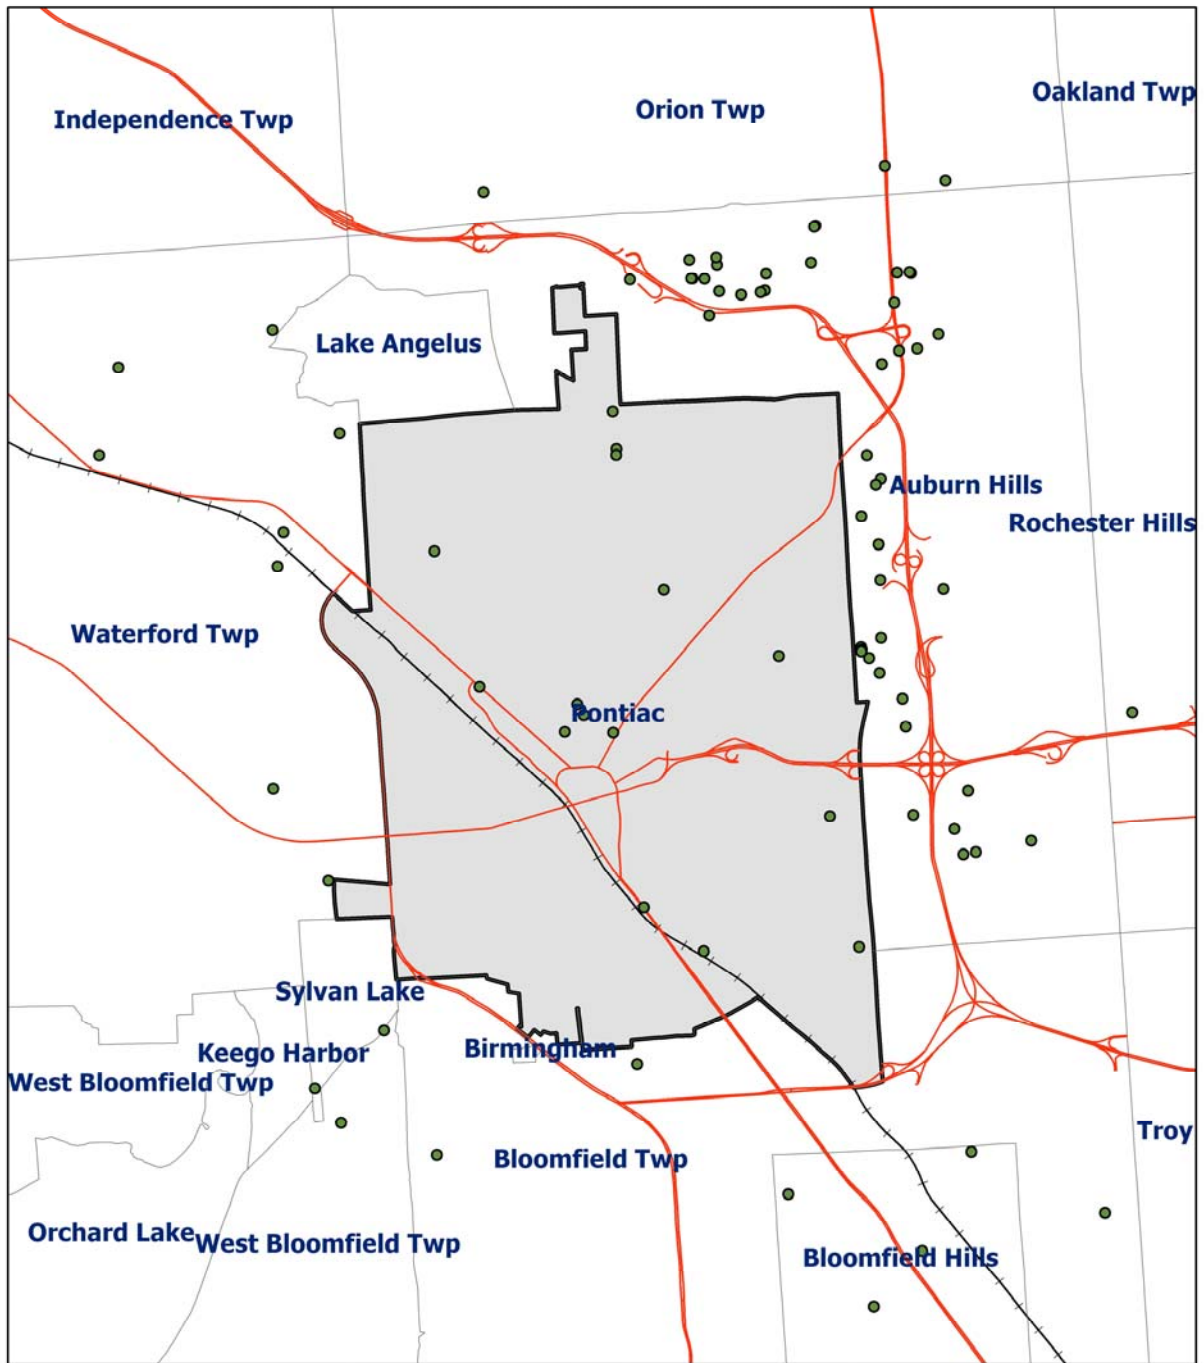 Oakland Twp
Orion Twp
Independence Twp
Lake Angelus
Auburn Hills
Rochester Hills
Waterford Twp
Pontiac
Sylvan Lake
Birmingham
Keego Harbor
West Bloomfield Twp
Troy
Bloomfield Twp
Orchard Lake
West Bloomfield Twp
Bloomfield Hills